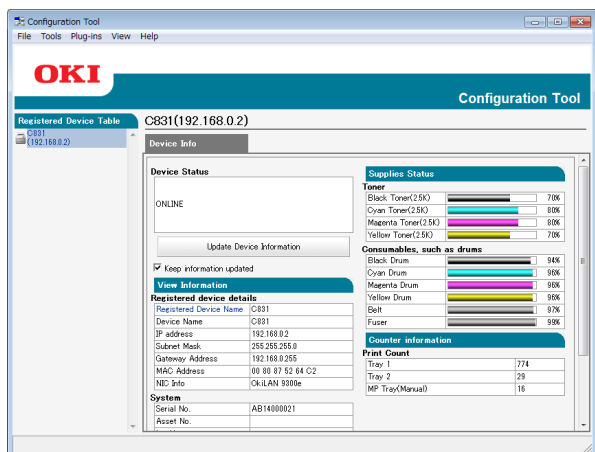 Configuration Tool
File Tools Plug-Ins View Help
OKI
Configuration Tool
Registered Device Table
C831
(192.168.0.2)
C831(192.168.0.2)
Device Info
Device Status
ONLINE
Update Device Information
Keep information updated
View Information
Registered device details
Registered Device Name C831
Device Name C831
IP address 192.168.0.2
Subnet Mask 255.255.255.0
Gateway Address 192.168.0.255
MAC Address 00 80 87 52 64 C2
NIC Info OkiLAN 9300e
System
Serial No. AB14000021
Asset No.
Supplies Status
Toner
Black Toner(2.5K) 70%
Cyan Toner(2.5K) 80%
Magenta Toner(2.5K) 80%
Yellow Toner(2.5K) 70%
Consumables, such as drums
Black Drum 94%
Cyan Drum 96%
Magenta Drum 96%
Yellow Drum 96%
Belt 97%
Fuser 99%
Counter information
Print Count
Tray 1 774
Tray 2 29
MP Tray(Manual) 16